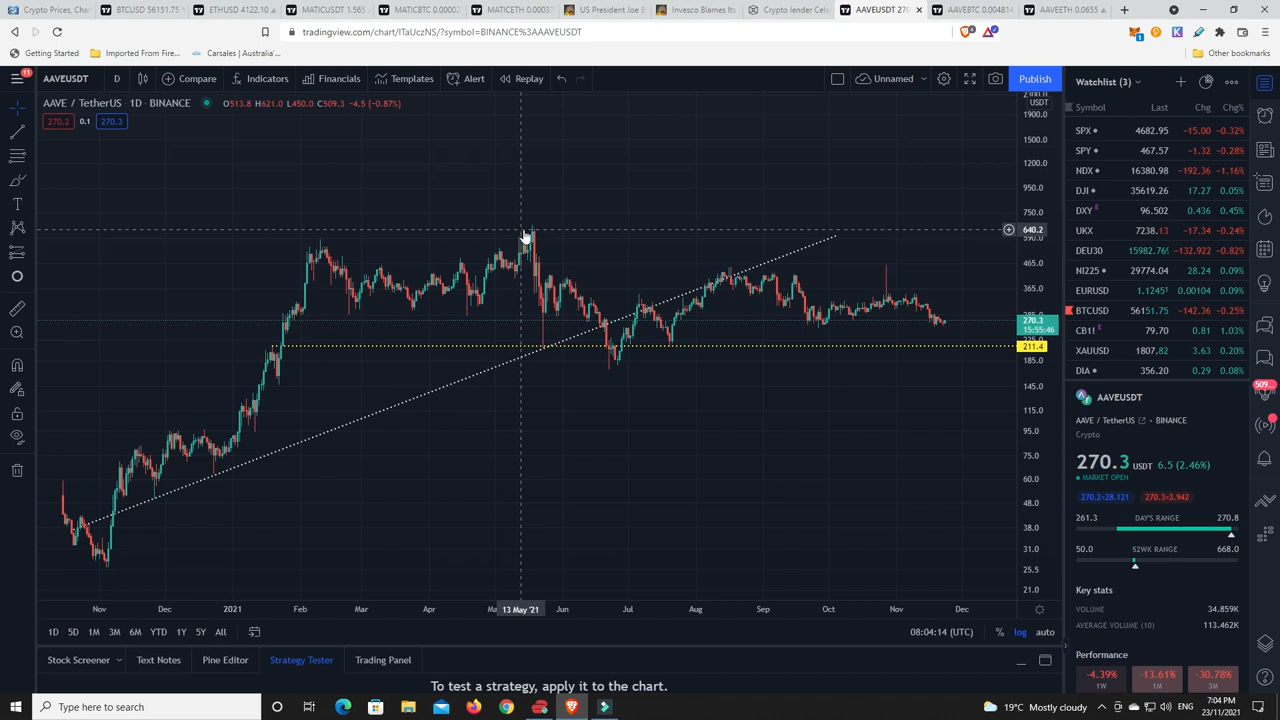 Crypto Prices, Char
BTCUSD 56151.75
ETHUSD 4122.10
MATICUSDT 1.565
MATICBTC 0.00002
MATICETH 0.00037
US President Joe B
Invesco Blames Its
Crypto lender Cel
AAVEUSDT 270
AAVEBTC 0.004814
AAVEETH 0.0655
tradingview.com/chart/ITaUczNS/?symbol=BINANCE%3AAAVEUSDT
Getting Started
Imported From Fire...
Carsales | Australia'...
Other bookmarks
11
AAVEUSDT
D
Compare
Indicators
Financials
Templates
Alert
Replay
Unnamed
Publish
AAVE / TetherUS 1D BINANCE
O513.8 H621.0 L450.0 C509.3 −4.5 (−0.87%)
270.2 0.1 270.3
USDT
1900.0
1500.0
1200.0
950.0
750.0
640.2
590.0
465.0
365.0
270.3
15:55:46
211.4
185.0
145.0
115.0
95.0
75.0
60.0
48.0
38.0
31.0
25.5
21.0
Nov Dec 2021 Feb Mar Apr 13 May '21 Jun Jul Aug Sep Oct Nov Dec
1D 5D 1M 3M 6M YTD 1Y 5Y All
08:04:14 (UTC)
% log auto
Stock Screener
Text Notes
Pine Editor
Strategy Tester
Trading Panel
To test a strategy, apply it to the chart.
Watchlist (3)
Symbol Last Chg Chg%
SPX 4682.95 −15.00 −0.32%
SPY 467.57 −1.32 −0.28%
NDX 16380.98 −192.36 −1.16%
DJI 35619.26 17.27 0.05%
DXY E 96.502 0.436 0.45%
UKX 7238.13 −17.34 −0.24%
DEU30 15982.769 −132.922 −0.82%
NI225 29774.04 28.24 0.09%
EURUSD 1.12451 0.00104 0.09%
BTCUSD 56151.75 −142.36 −0.25%
CB1! E 79.70 0.81 1.03%
XAUUSD 1807.82 3.63 0.20%
DIA 356.20 0.29 0.08%
AAVEUSDT
AAVE / TetherUS BINANCE
Crypto
270.3 USDT 6.5 (2.46%)
MARKET OPEN
270.2×28.121 270.3×3.942
261.3 DAY'S RANGE 270.8
50.0 52WK RANGE 668.0
Key stats
VOLUME 34.859K
AVERAGE VOLUME (10) 113.462K
Performance
-4.39% -13.61% -30.78%
1W 1M 3M
509...
Type here to search
19°C Mostly cloudy
ENG
7:04 PM
23/11/2021